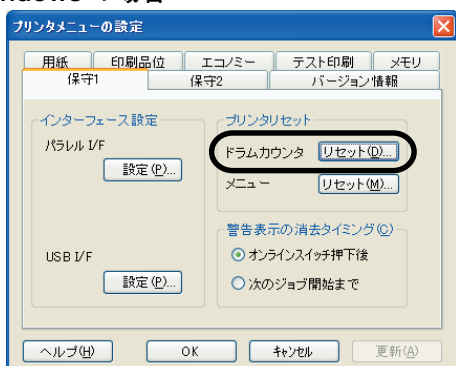 プリンタメニューの設定
用紙 印刷品位 エコノミー テスト印刷 メモリ
保守1 保守2 バージョン情報
インターフェース設定
パラレル I/F
設定(P)...
USB I/F
設定(P)...
プリンタリセット
ドラムカウンタ リセット(D)...
メニュー リセット(M)...
警告表示の消去タイミング(C)
オンラインスイッチ押下後
次のジョブ開始まで
ヘルプ(H) OK キャンセル 更新(A)